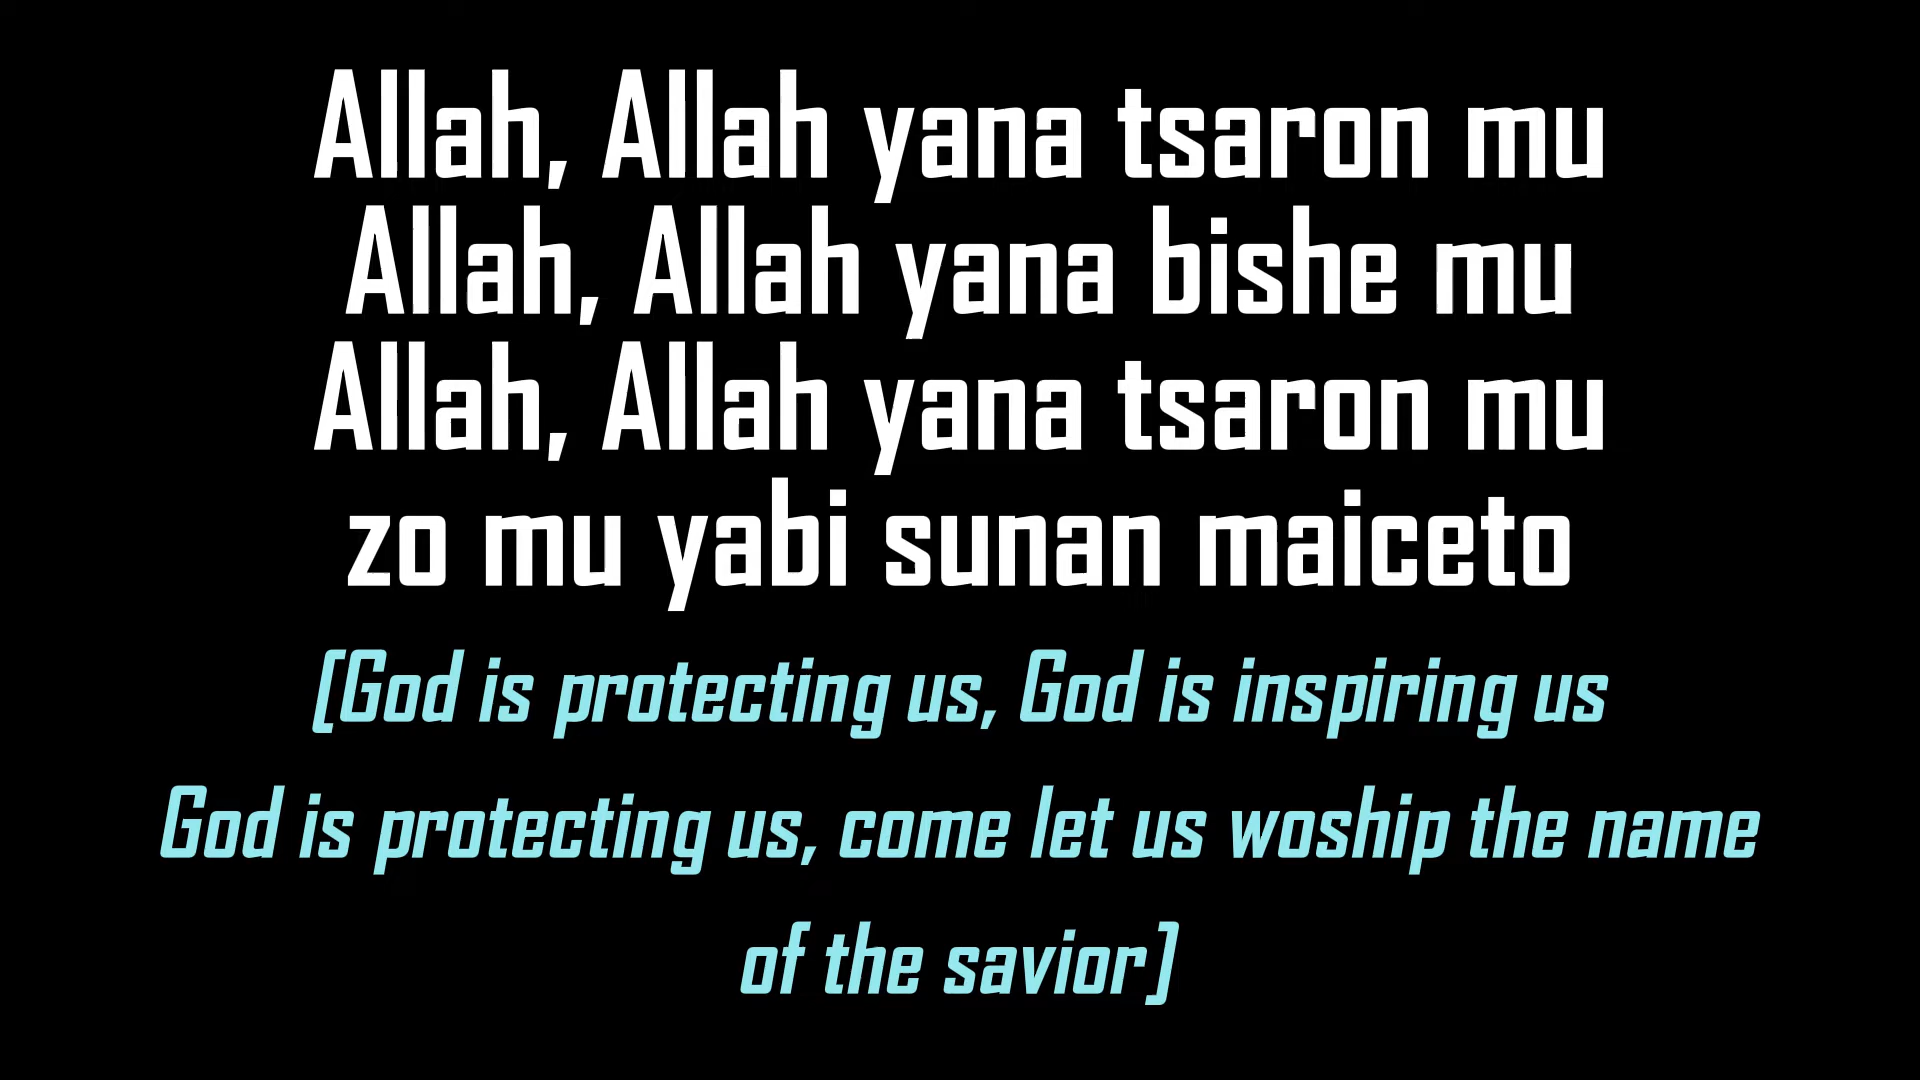 Allah, Allah yana tsaron mu
Allah, Allah yana bishe mu
Allah, Allah yana tsaron mu
zo mu yabi sunan maiceto
(God is protecting us, God is inspiring us
God is protecting us, come let us woship the name
of the savior)